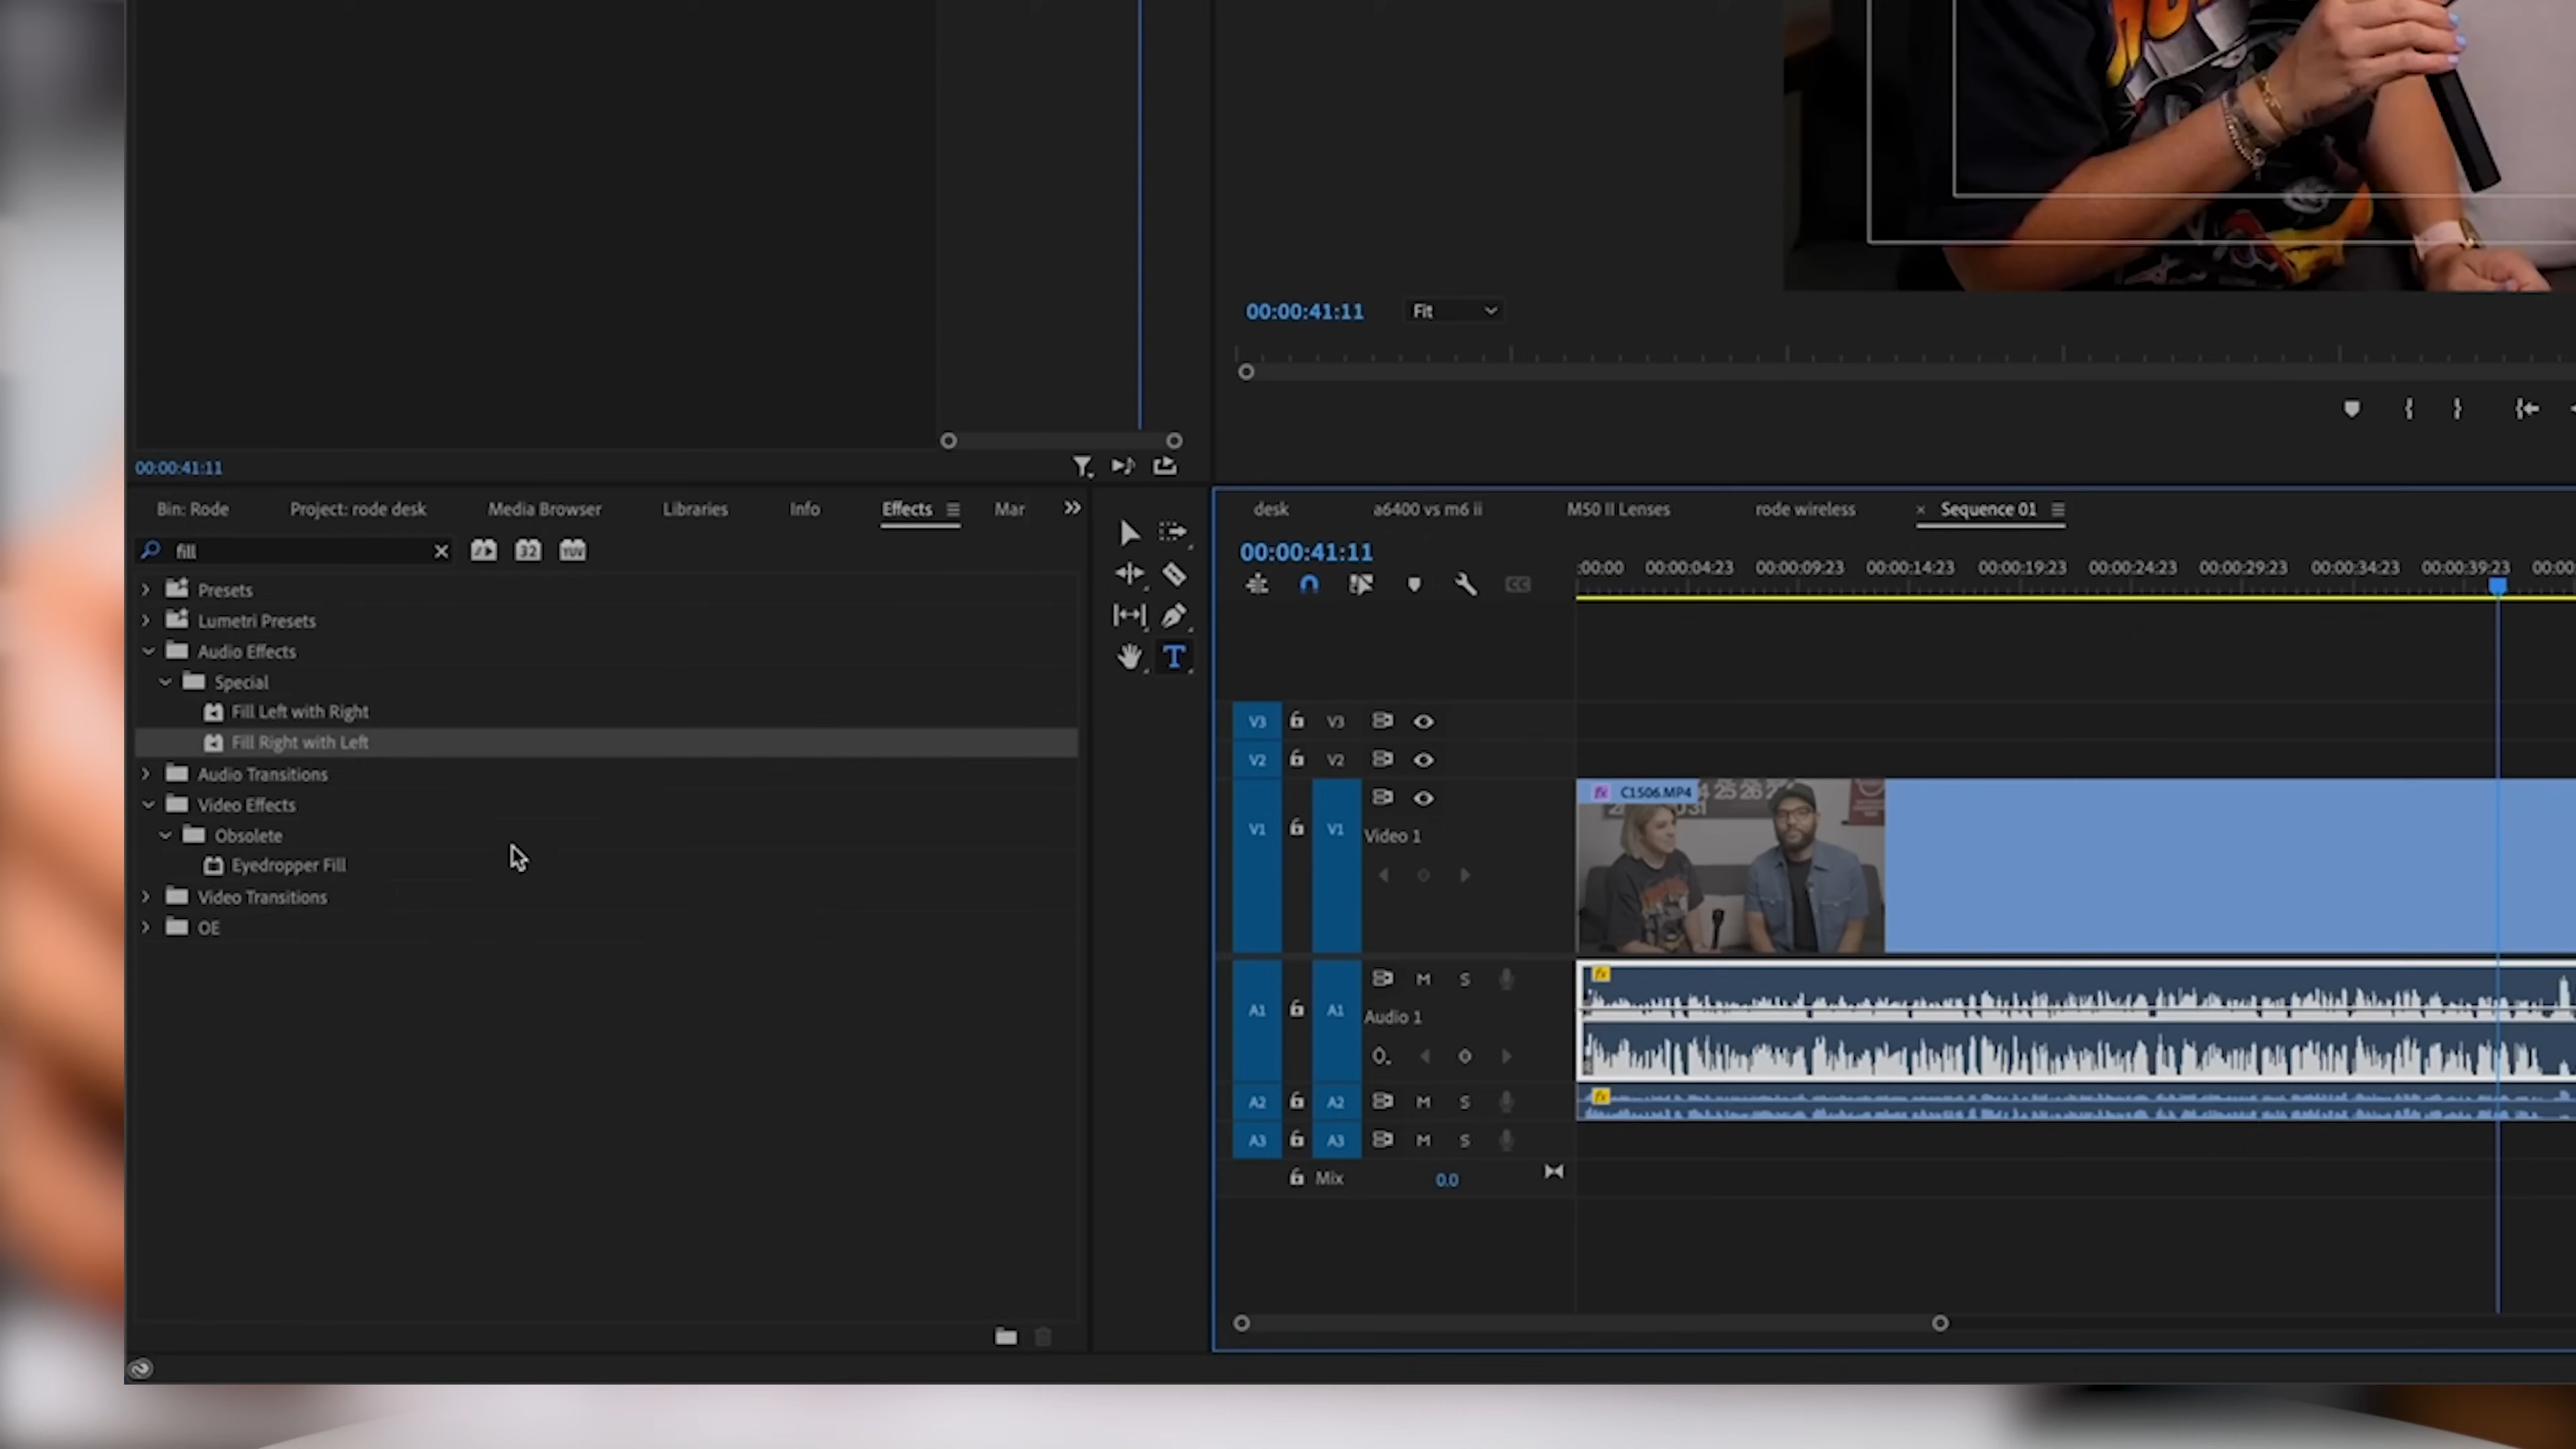 00:00:41:11 Fit
00:00:41:11
Bin: Rode Project: rode desk Media Browser Libraries Info Effects Mar
fill 32 YUV
Presets
Lumetri Presets
Audio Effects
Special
Fill Left with Right
Fill Right with Left
Audio Transitions
Video Effects
Obsolete
Eyedropper Fill
Video Transitions
OE
T
desk a6400 vs m6 ii M50 II Lenses rode wireless × Sequence 01
00:00:41:11
:00:00 00:00:04:23 00:00:09:23 00:00:14:23 00:00:19:23 00:00:24:23 00:00:29:23 00:00:34:23 00:00:39:23 00:00:
CC
V3 V3
V2 V2
fx C1506.MP4
V1 V1 Video 1
A1 A1 M S fx
Audio 1
A2 A2 M S fx
A3 A3 M S
Mix 0.0